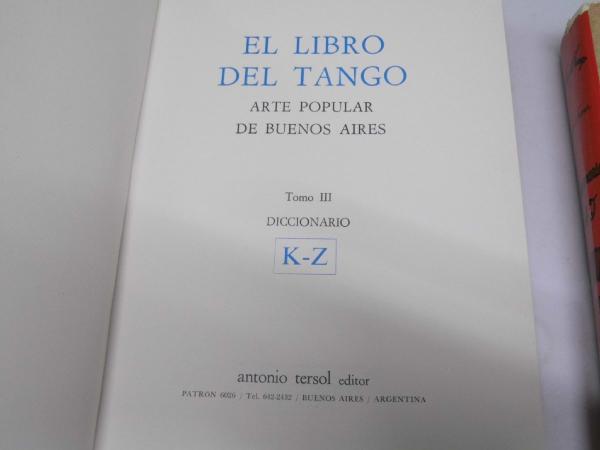 EL LIBRO
DEL TANGO
ARTE POPULAR
DE BUENOS AIRES
Tomo III
DICCIONARIO
K-Z
antonio tersol editor
PATRON 6026 / Tel. 642-2432 / BUENOS AIRES / ARGENTINA